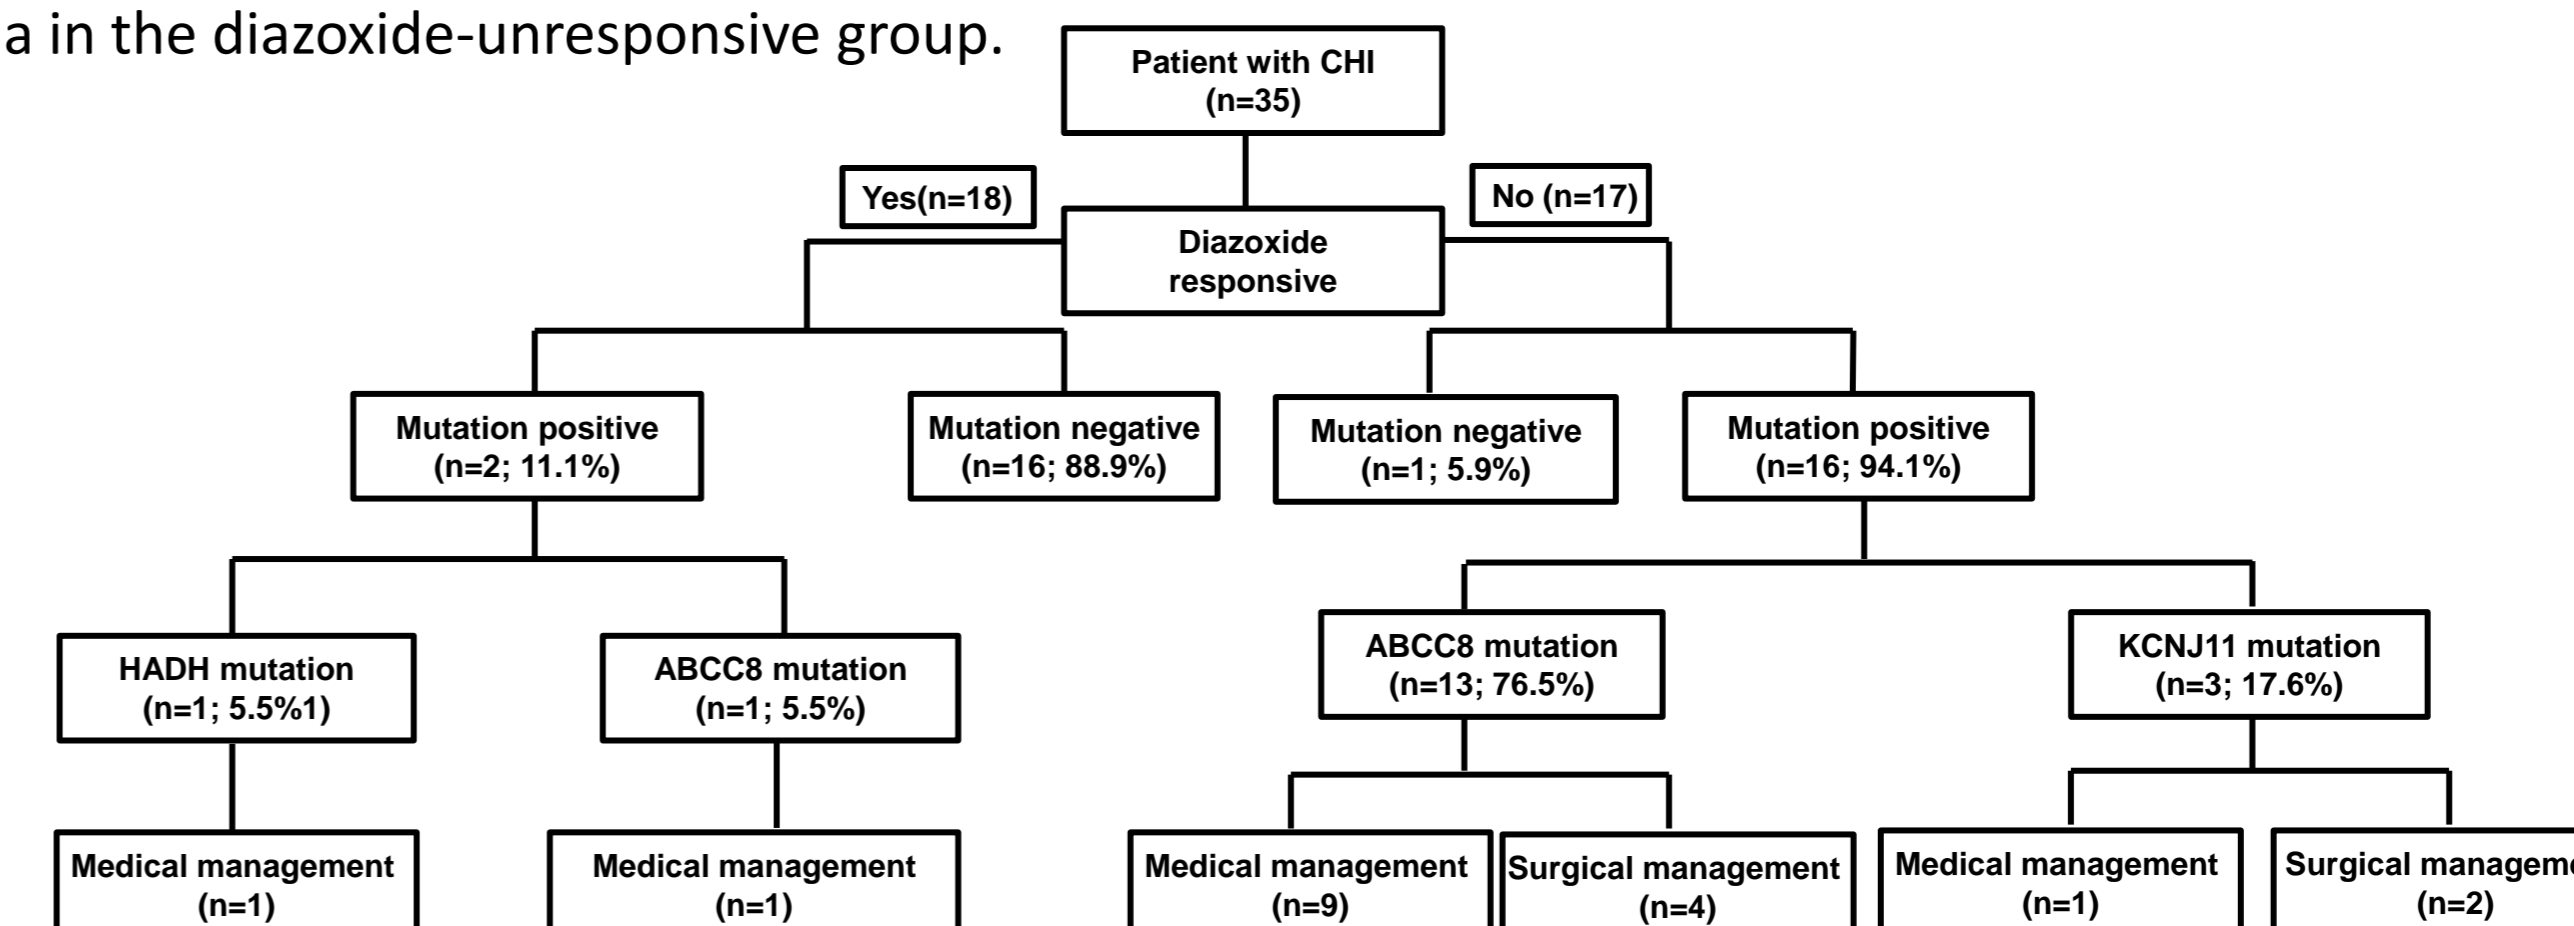 a in the diazoxide-unresponsive group.
Patient with CHI
(n=35)
Yes(n=18)
No (n=17)
Diazoxide
responsive
Mutation positive
(n=2; 11.1%)
Mutation negative
(n=16; 88.9%)
Mutation negative
(n=1; 5.9%)
Mutation positive
(n=16; 94.1%)
HADH mutation
(n=1; 5.5%1)
ABCC8 mutation
(n=1; 5.5%)
ABCC8 mutation
(n=13; 76.5%)
KCNJ11 mutation
(n=3; 17.6%)
Medical management
(n=1)
Medical management
(n=1)
Medical management
(n=9)
Surgical management
(n=4)
Medical management
(n=1)
Surgical manageme
(n=2)